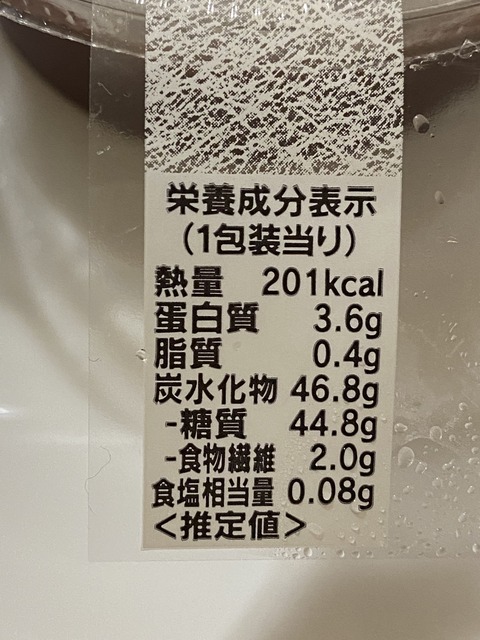 栄養成分表示
(1包装当り)
熱量 201kcal
蛋白質 3.6g
脂質 0.4g
炭水化物 46.8g
-糖質 44.8g
-食物繊維 2.0g
食塩相当量 0.08g
<推定値>